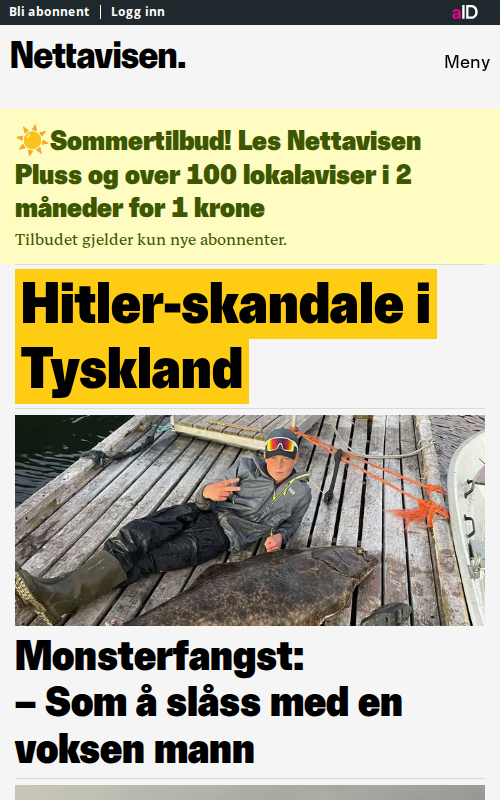 Bli abonnent
Logg inn
aID
Nettavisen.
Meny
☀️Sommertilbud! Les Nettavisen
Pluss og over 100 lokalaviser i 2
måneder for 1 krone
Tilbudet gjelder kun nye abonnenter.
Hitler-skandale i
Tyskland
Monsterfangst:
– Som å slåss med en
voksen mann